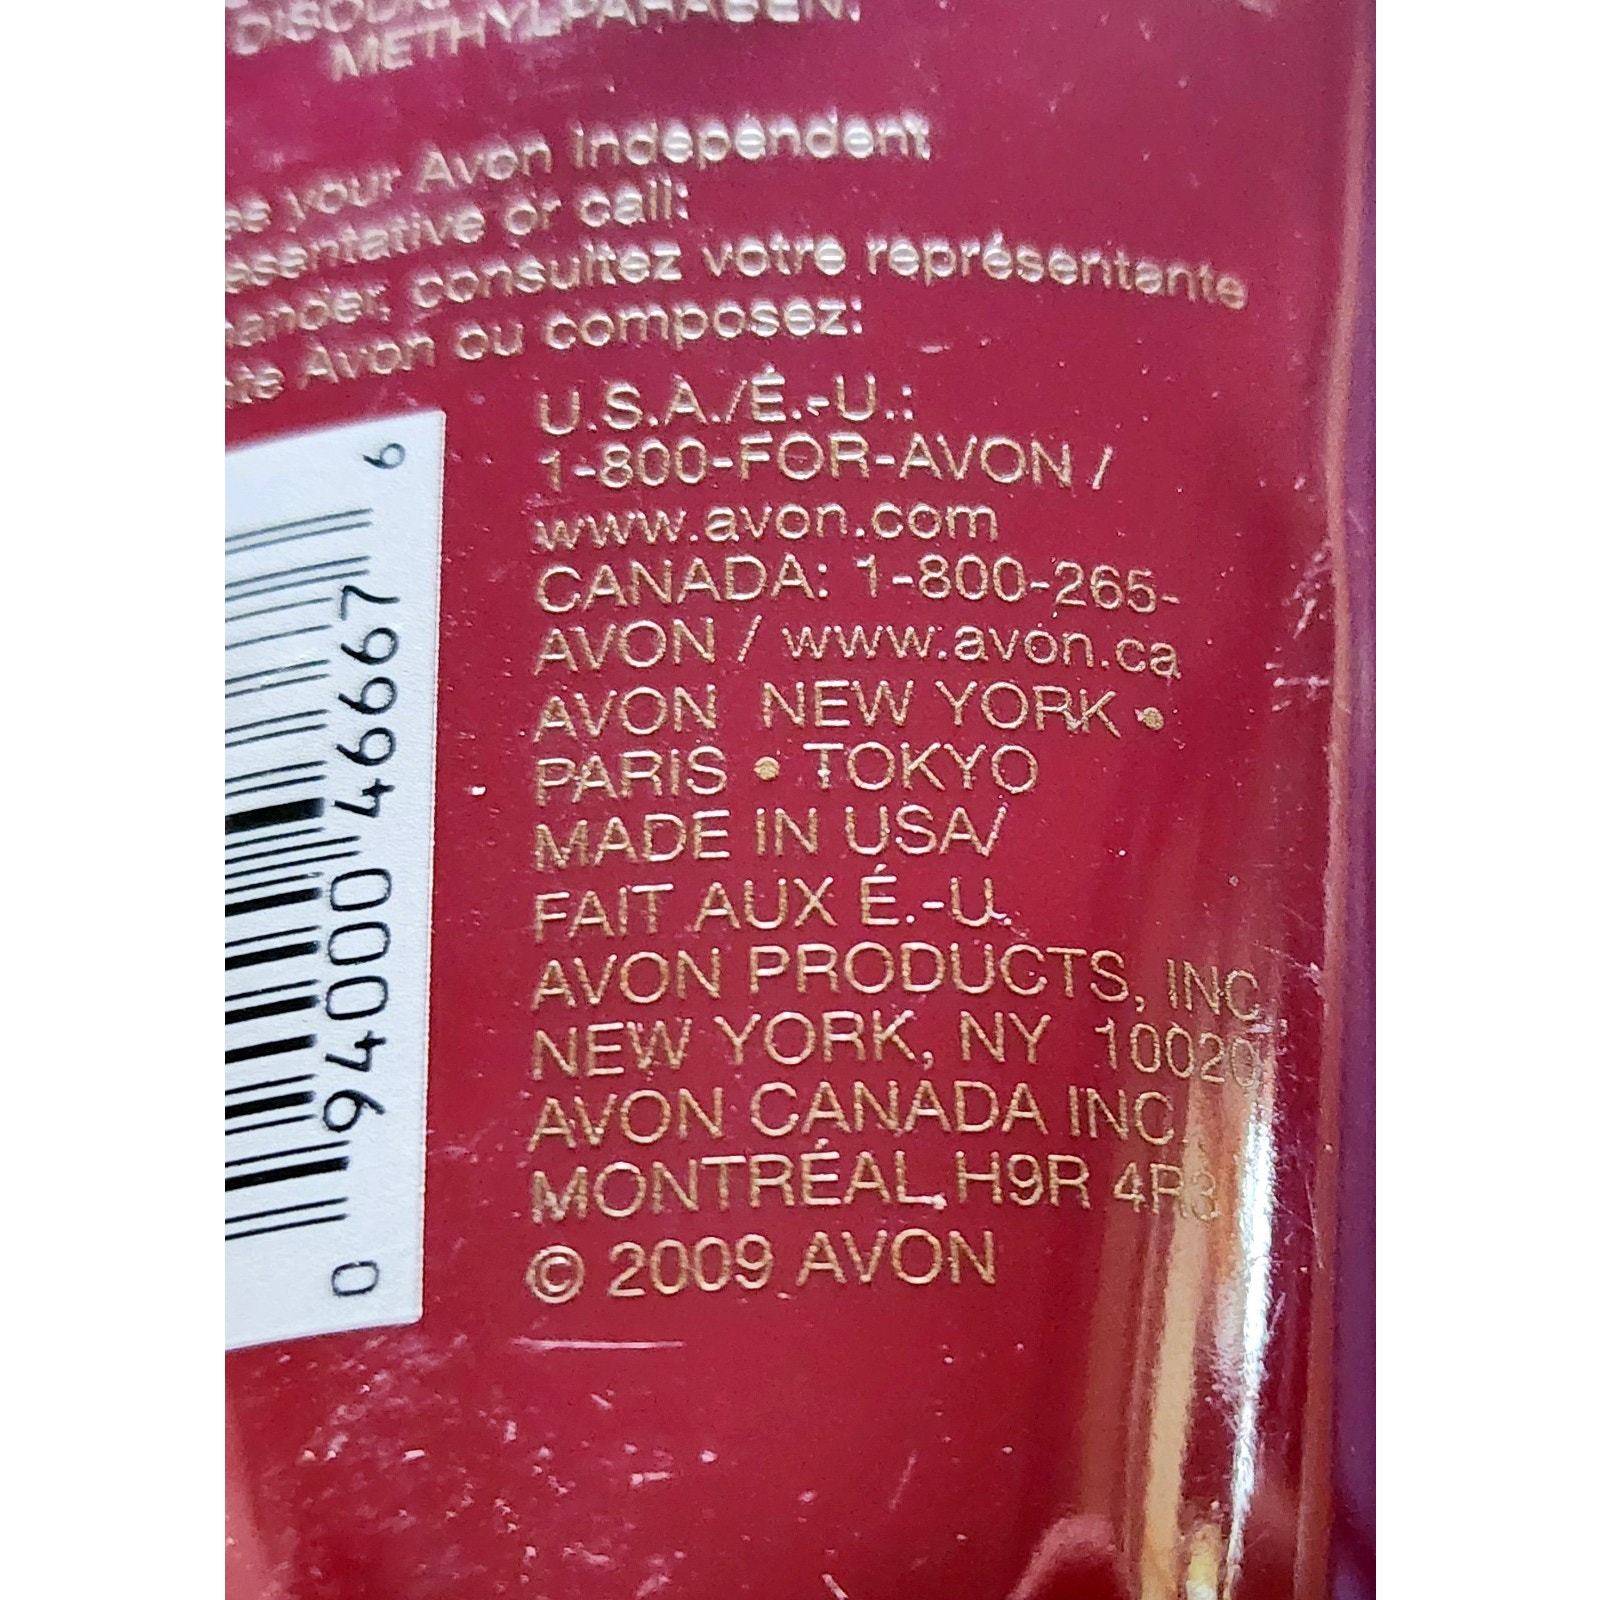 METHYLPARABEN.
your Avon Independent
or call:
consultez votre représentante
Avon ou composez:
U.S.A./É.-U.:
1-800-FOR-AVON /
www.avon.com
CANADA: 1-800-265-
AVON / www.avon.ca
AVON NEW YORK •
PARIS • TOKYO
MADE IN USA/
FAIT AUX É.-U.
AVON PRODUCTS, INC.
NEW YORK, NY 10020
AVON CANADA INC.
MONTRÉAL, H9R 4R3
© 2009 AVON
0 94000 46667 6